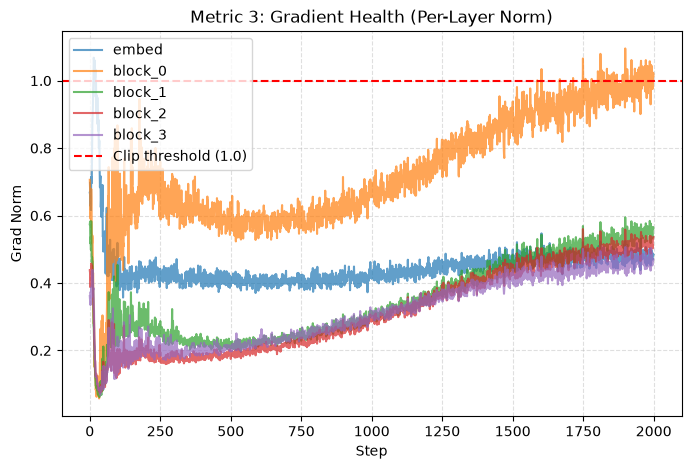 Metric 3: Gradient Health (Per-Layer Norm)
embed
block_0
block_1
block_2
block_3
Clip threshold (1.0)
Grad Norm
1.0
0.8
0.6
0.4
0.2
0
250
500
750
1000
1250
1500
1750
2000
Step